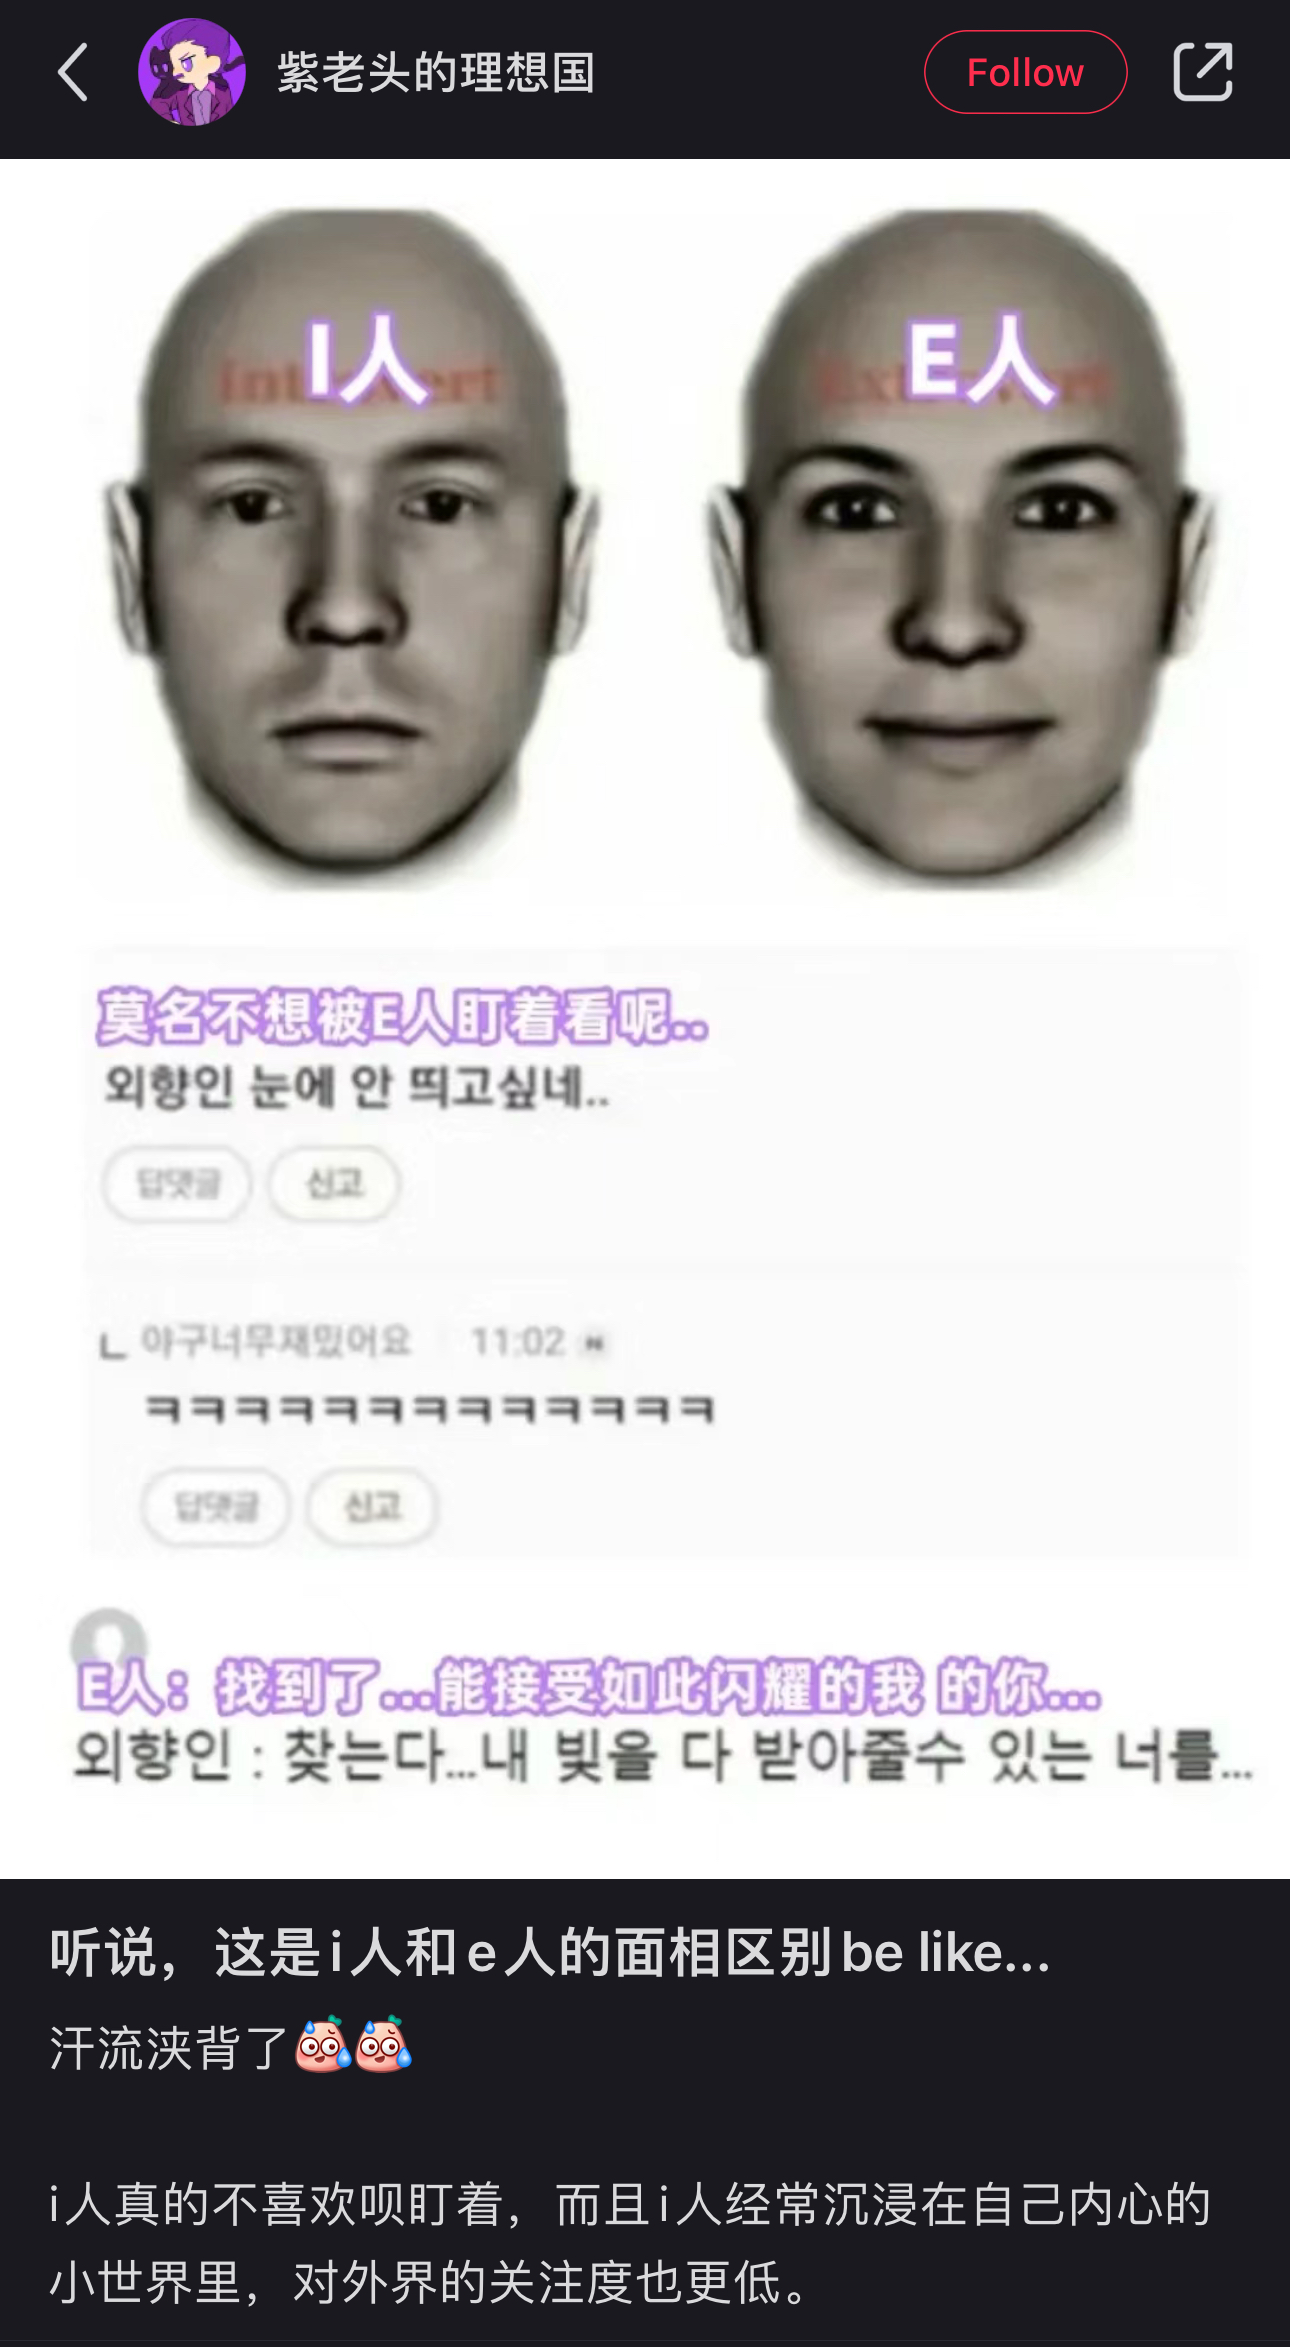 紫老头的理想国
Follow
I人
E人
莫名不想被E人盯着看呢..
외향인 눈에 안 띄고싶네..
답댓글
신고
ㄴ 야구너무재밌어요 11:02 N
ㅋㅋㅋㅋㅋㅋㅋㅋㅋㅋㅋㅋㅋ
답댓글
신고
E人：找到了...能接受如此闪耀的我 的你...
외향인 : 찾는다...내 빛을 다 받아줄수 있는 너를...
听说，这是i人和e人的面相区别be like...
汗流浃背了
i人真的不喜欢呗盯着，而且i人经常沉浸在自己内心的
小世界里，对外界的关注度也更低。